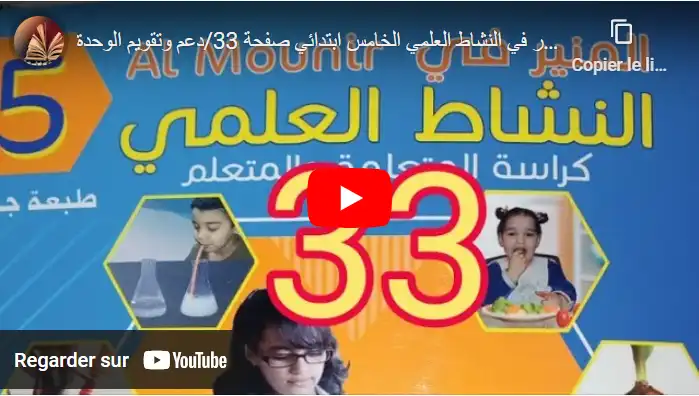 ...ر في النشاط العلمي الخامس ابتدائي صفحة 33/دعم وتقويم الوحدة
Copier le li...
المنير في
Al Mounir
5
النشاط العلمي
كراسة المتعلمة والمتعلم
طبعة
33
Regarder sur YouTube